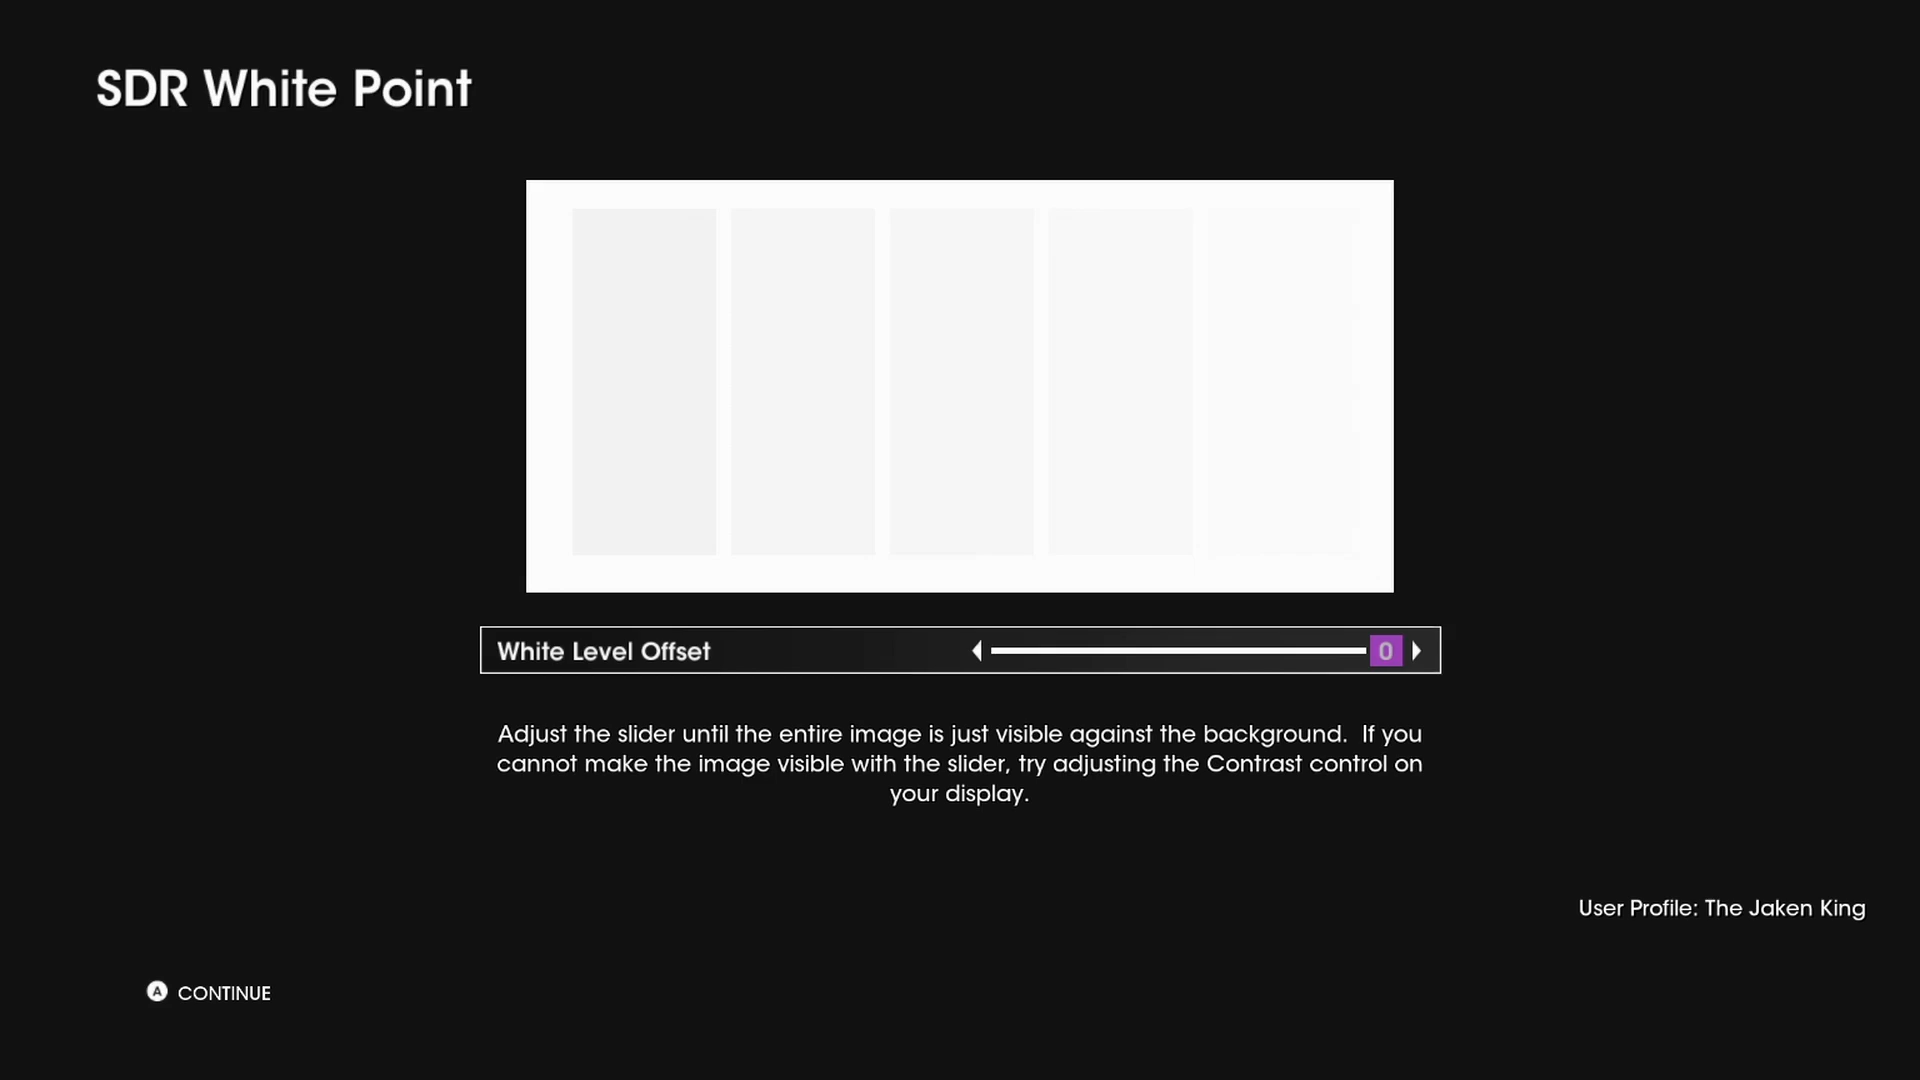 SDR White Point
White Level Offset
0
Adjust the slider until the entire image is just visible against the background.  If you
cannot make the image visible with the slider, try adjusting the Contrast control on
your display.
User Profile: The Jaken King
A CONTINUE